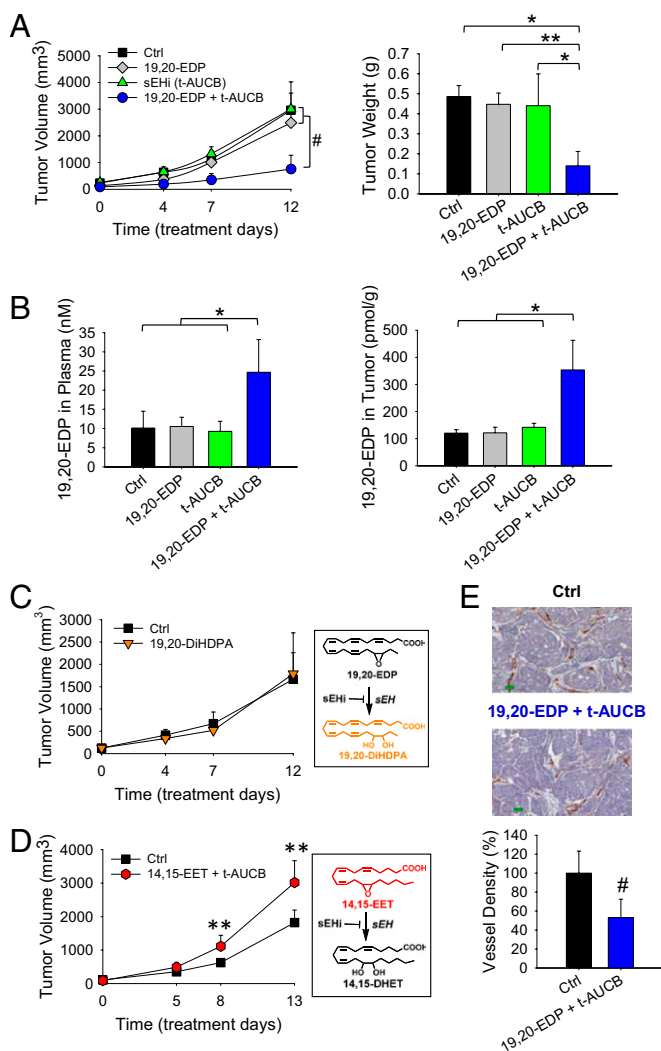 A
Tumor Volume (mm3)
5000
4000
3000
2000
1000
0
Ctrl
19,20-EDP
sEHi (t-AUCB)
19,20-EDP + t-AUCB
#
0 4 7 12
Time (treatment days)
Tumor Weight (g)
0.7
0.6
0.5
0.4
0.3
0.2
0.1
0.0
*
**
*
Ctrl
19,20-EDP
t-AUCB
19,20-EDP + t-AUCB
B
19,20-EDP in Plasma (nM)
35
30
25
20
15
10
5
0
*
Ctrl
19,20-EDP
t-AUCB
19,20-EDP + t-AUCB
19,20-EDP in Tumor (pmol/g)
500
400
300
200
100
0
*
Ctrl
19,20-EDP
t-AUCB
19,20-EDP + t-AUCB
C
Tumor Volume (mm3)
3000
2500
2000
1500
1000
500
0
Ctrl
19,20-DiHDPA
0 4 7 12
Time (treatment days)
COOH
O
19,20-EDP
sEHi sEH
COOH
HO OH
19,20-DiHDPA
D
Tumor Volume (mm3)
4000
3000
2000
1000
0
Ctrl
14,15-EET + t-AUCB
**
**
0 5 8 13
Time (treatment days)
COOH
O
14,15-EET
sEHi sEH
COOH
HO OH
14,15-DHET
E
Ctrl
19,20-EDP + t-AUCB
Vessel Density (%)
140
120
100
80
60
40
20
0
#
Ctrl
19,20-EDP + t-AUCB